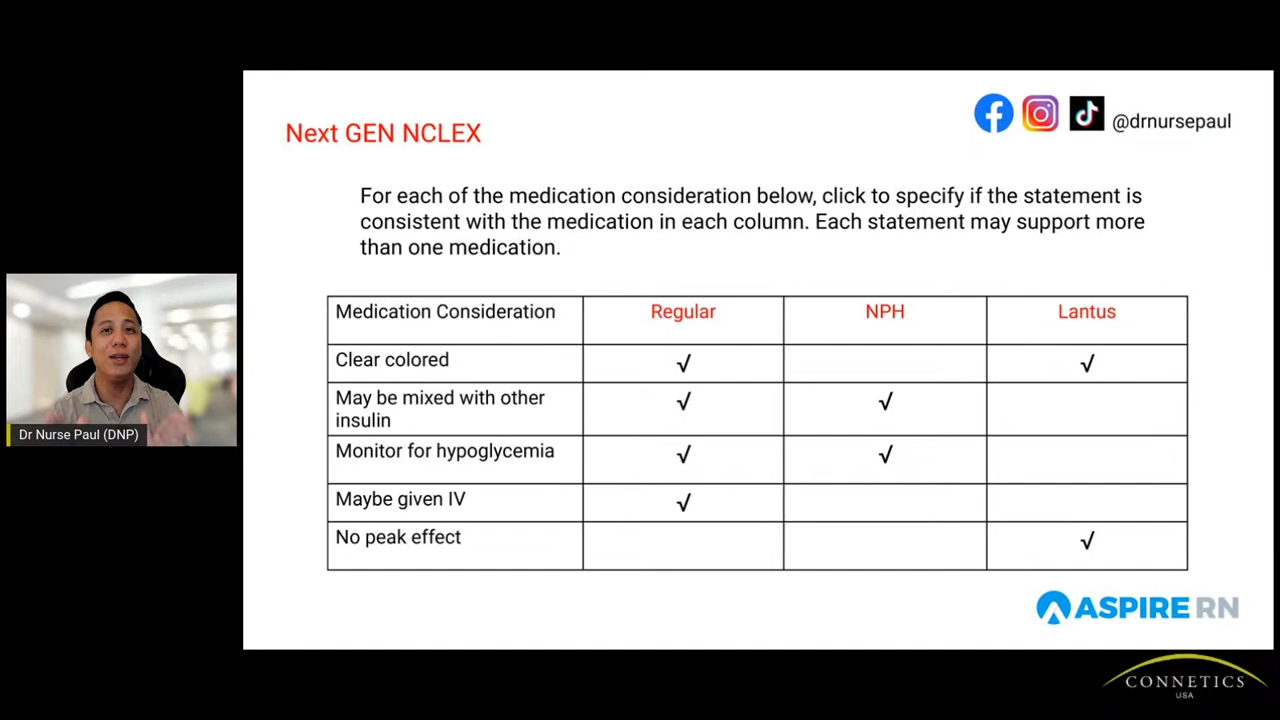 @drnursepaul
Next GEN NCLEX
For each of the medication consideration below, click to specify if the statement is
consistent with the medication in each column. Each statement may support more
than one medication.
Medication Consideration Regular NPH Lantus
Clear colored √ √
May be mixed with other
insulin √ √
Monitor for hypoglycemia √ √
Maybe given IV √
No peak effect √
Dr Nurse Paul (DNP)
ASPIRE RN
CONNETICS
USA